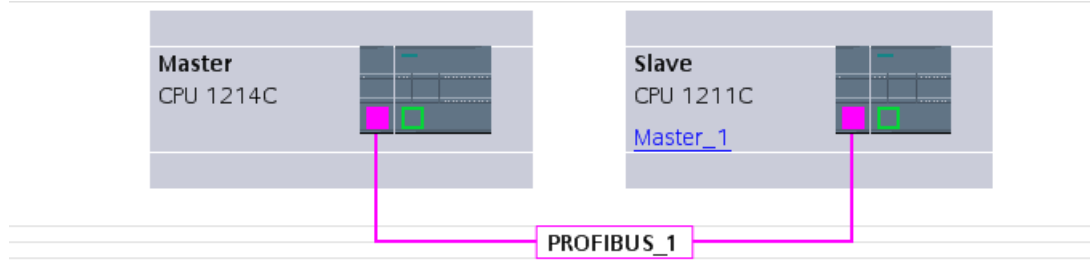 Master
CPU 1214C
Slave
CPU 1211C
Master_1
PROFIBUS_1